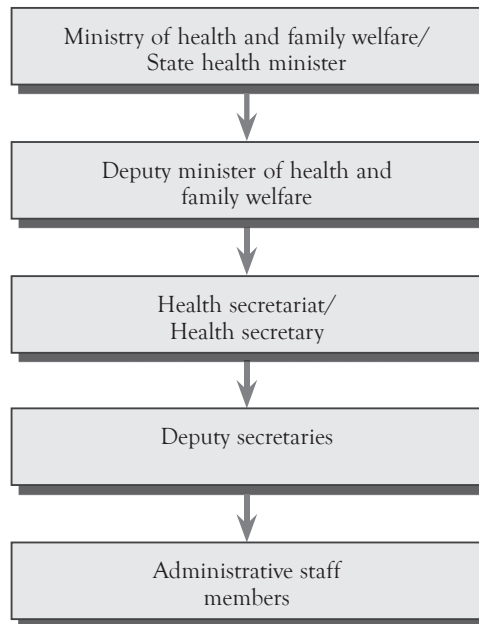 Ministry of health and family welfare/
State health minister
Deputy minister of health and
family welfare
Health secretariat/
Health secretary
Deputy secretaries
Administrative staff
members